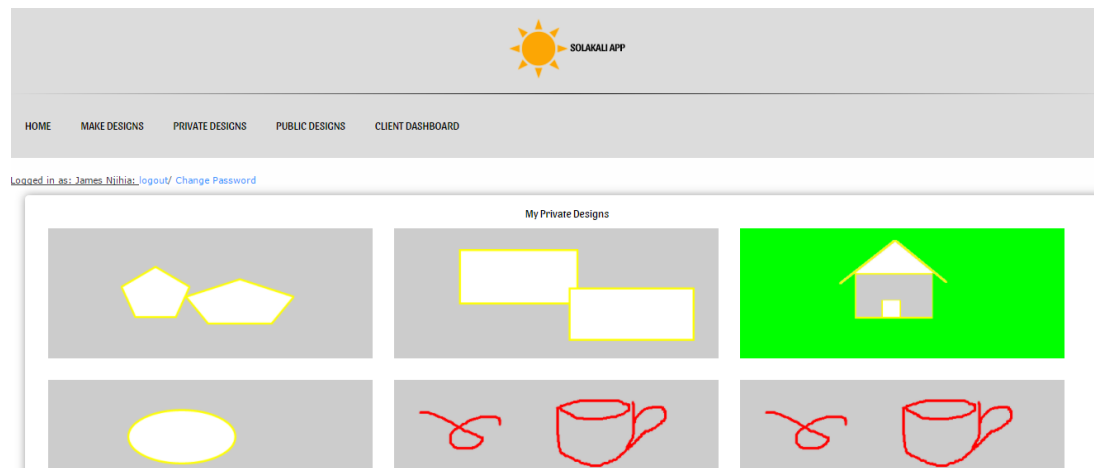 SOLAKALI APP
HOME MAKE DESIGNS PRIVATE DESIGNS PUBLIC DESIGNS CLIENT DASHBOARD
Logged in as: James Njihia: logout/ Change Password
My Private Designs